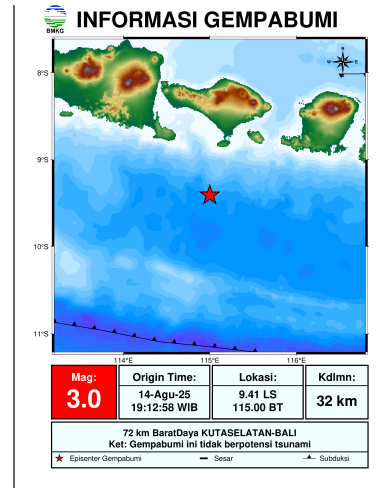 BMKG
INFORMASI GEMPABUMI
N
W E
S
8°S
9°S
10°S
11°S
114°E 115°E 116°E
Mag:
3.0
Origin Time:
14-Agu-25
19:12:58 WIB
Lokasi:
9.41 LS
115.00 BT
Kdlmn:
32 km
72 km BaratDaya KUTASELATAN-BALI
Ket: Gempabumi ini tidak berpotensi tsunami
Episenter Gempabumi Sesar Subduksi